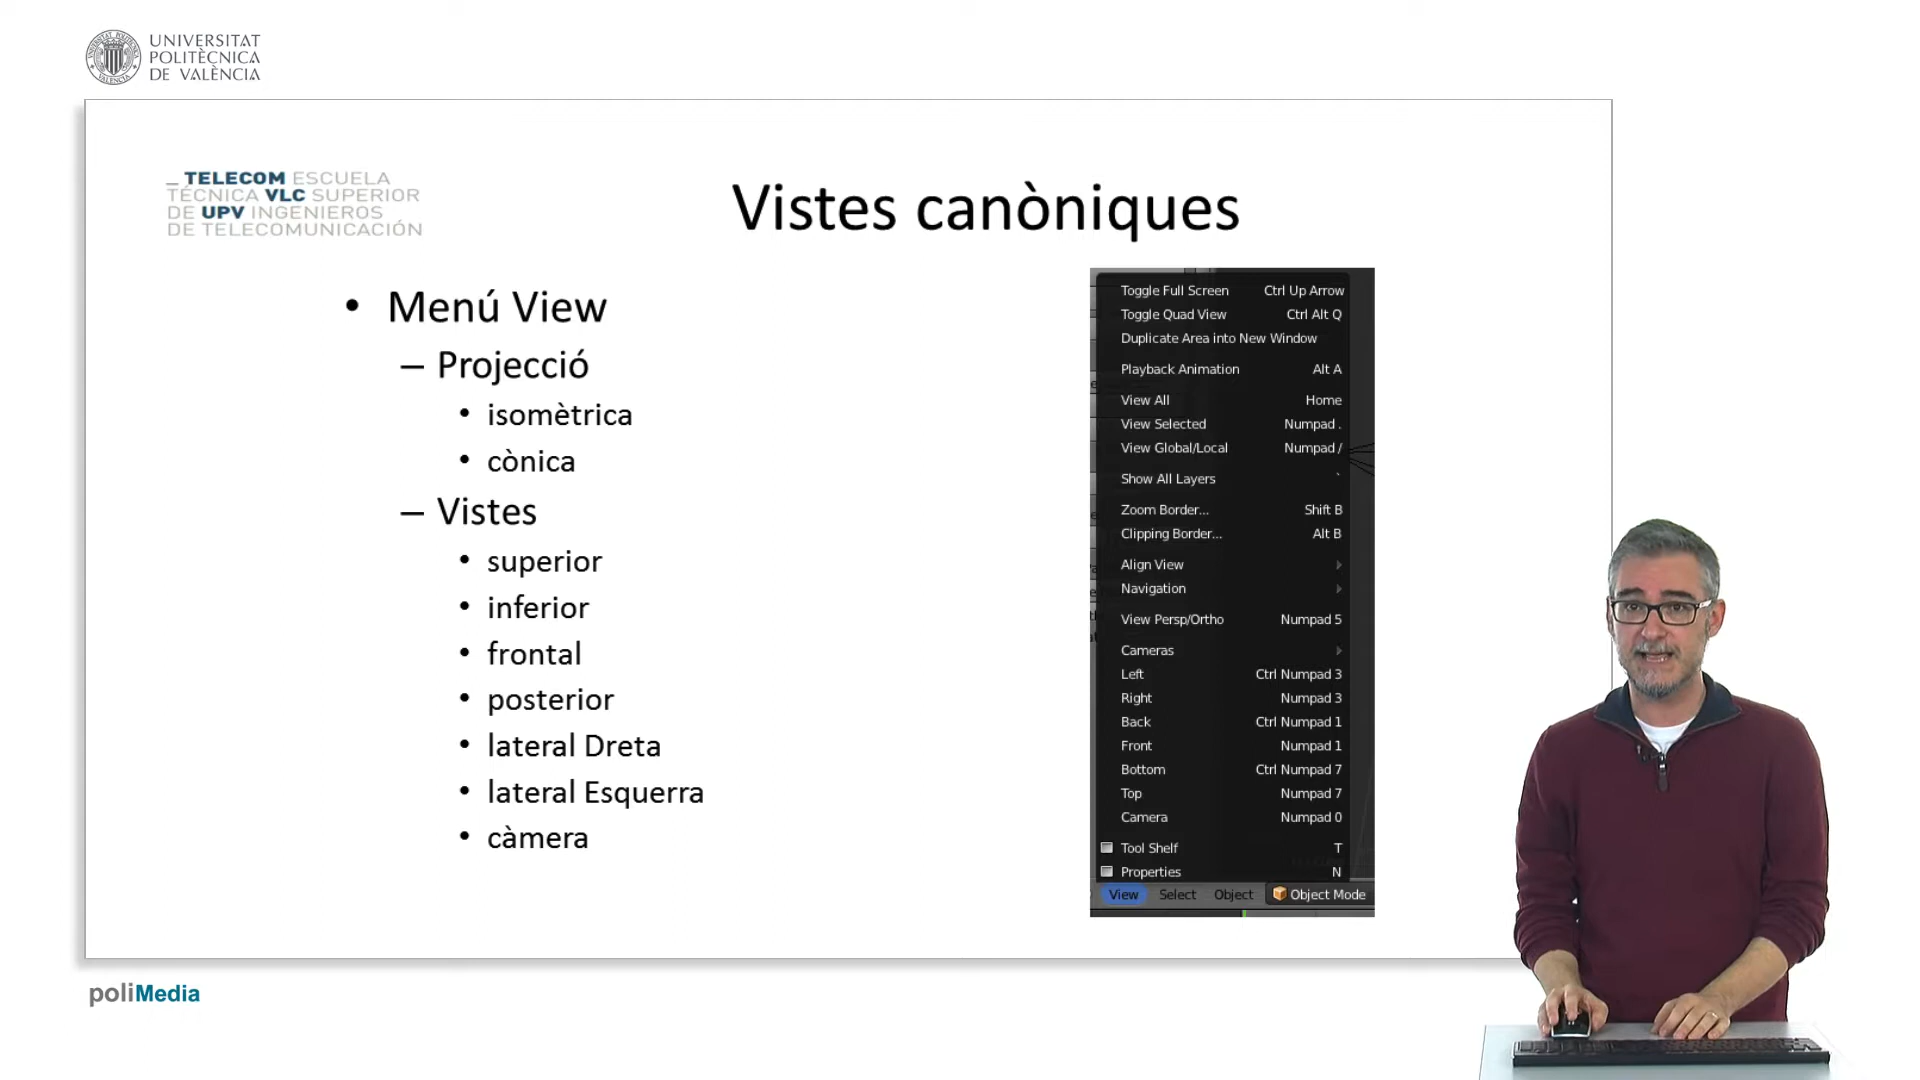 UNIVERSITAT
POLITÈCNICA
DE VALÈNCIA
_ TELECOM ESCUELA
TÉCNICA VLC SUPERIOR
DE UPV INGENIEROS
DE TELECOMUNICACIÓN
Vistes canòniques
• Menú View
– Projecció
• isomètrica
• cònica
– Vistes
• superior
• inferior
• frontal
• posterior
• lateral Dreta
• lateral Esquerra
• càmera
Toggle Full Screen Ctrl Up Arrow
Toggle Quad View Ctrl Alt Q
Duplicate Area into New Window
Playback Animation Alt A
View All Home
View Selected Numpad .
View Global/Local Numpad /
Show All Layers `
Zoom Border... Shift B
Clipping Border... Alt B
Align View
Navigation
View Persp/Ortho Numpad 5
Cameras
Left Ctrl Numpad 3
Right Numpad 3
Back Ctrl Numpad 1
Front Numpad 1
Bottom Ctrl Numpad 7
Top Numpad 7
Camera Numpad 0
Tool Shelf T
Properties N
View Select Object Object Mode
poliMedia